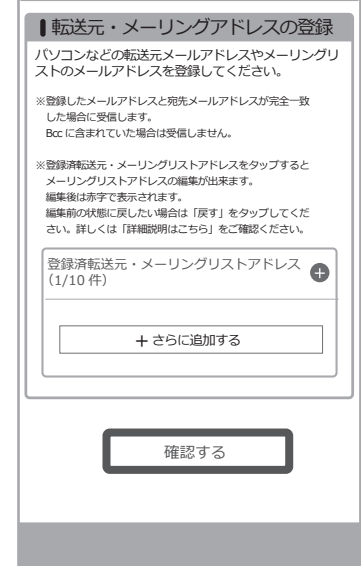 転送元・メーリングアドレスの登録
パソコンなどの転送元メールアドレスやメーリングリ
ストのメールアドレスを登録してください。
※登録したメールアドレスと宛先メールアドレスが完全一致
した場合に受信します。
Bcc に含まれていた場合は受信しません。
※登録済転送元・メーリングリストアドレスをタップすると
メーリングリストアドレスの編集が出来ます。
編集後は赤字で表示されます。
編集前の状態に戻したい場合は「戻す」をタップしてくだ
さい。詳しくは「詳細説明はこちら」をご確認ください。
登録済転送元・メーリングリストアドレス
（1/10 件）
＋さらに追加する
確認する